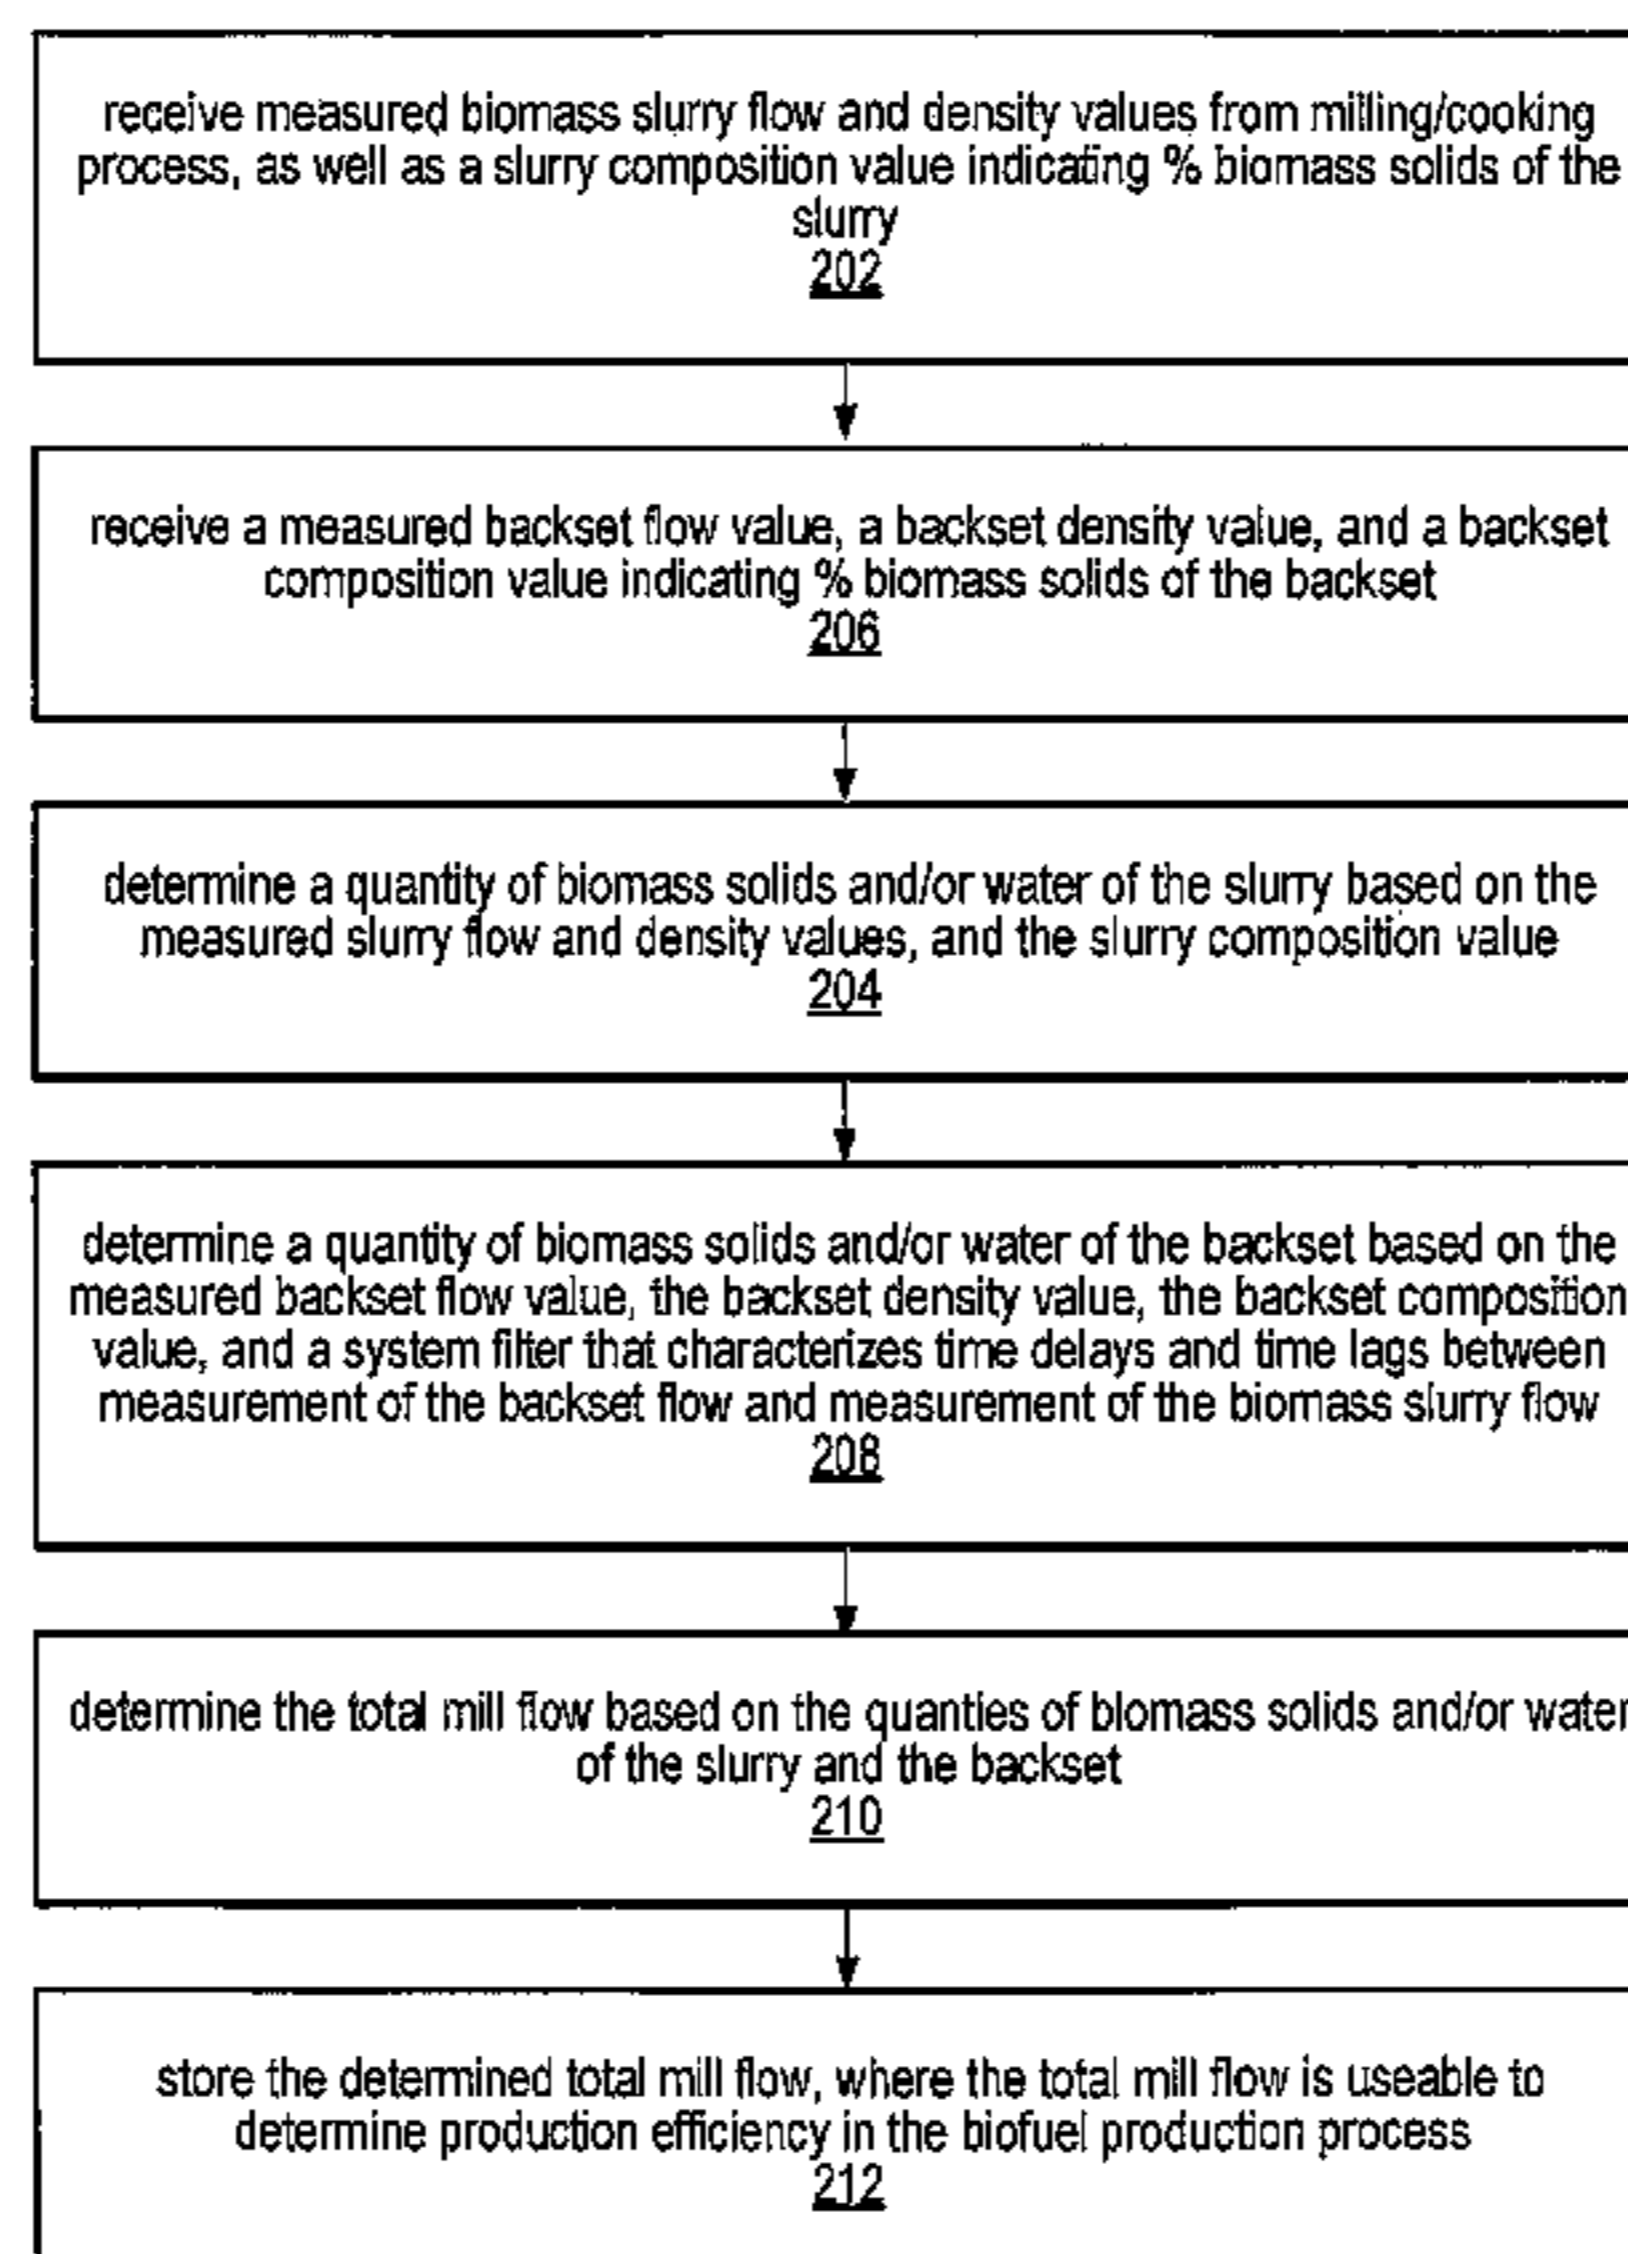 receive measured biomass slurry flow and density values from milling/cooking
process, as well as a slurry composition value indicating % biomass solids of the
slurry
202
receive a measured backset flow value, a backset density value, and a backset
composition value indicating % biomass solids of the backset
206
determine a quantity of biomass solids and/or water of the slurry based on the
measured slurry flow and density values, and the slurry composition value
204
determine a quantity of biomass solids and/or water of the backset based on the
measured backset flow value, the backset density value, the backset composition
value, and a system filter that characterizes time delays and time lags between
measurement of the backset flow and measurement of the biomass slurry flow
208
determine the total mill flow based on the quanties of biomass solids and/or water
of the slurry and the backset
210
store the determined total mill flow, where the total mill flow is useable to
determine production efficiency in the biofuel production process
212